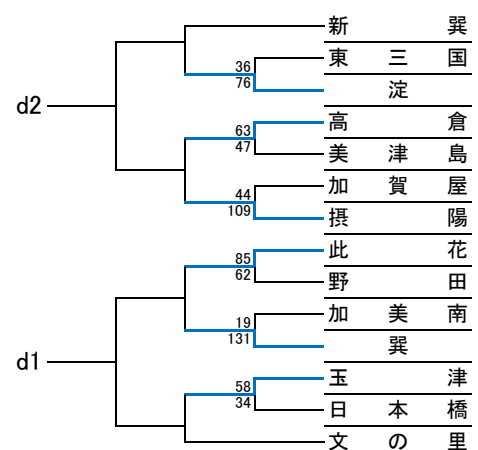 新巽
東三国
36
76
淀
d2
高倉
63
47
美津島
加賀屋
44
109
摂陽
此花
85
62
野田
加美南
19
131
巽
d1
玉津
58
34
日本橋
文の里